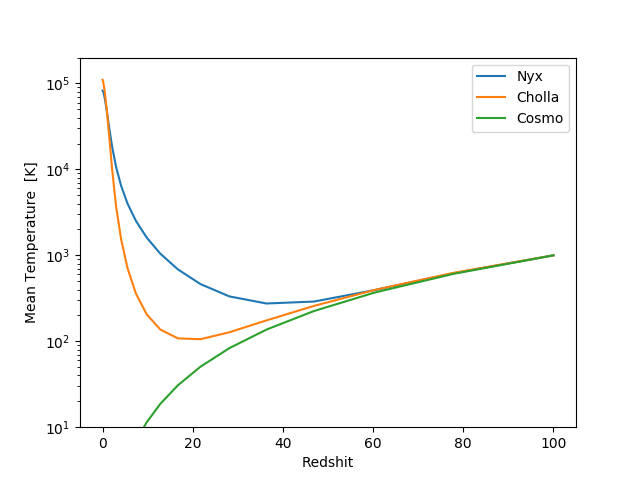 Nyx
Cholla
Cosmo
10^5
10^4
10^3
10^2
10^1
Mean Temperature [K]
0 20 40 60 80 100
Redshit